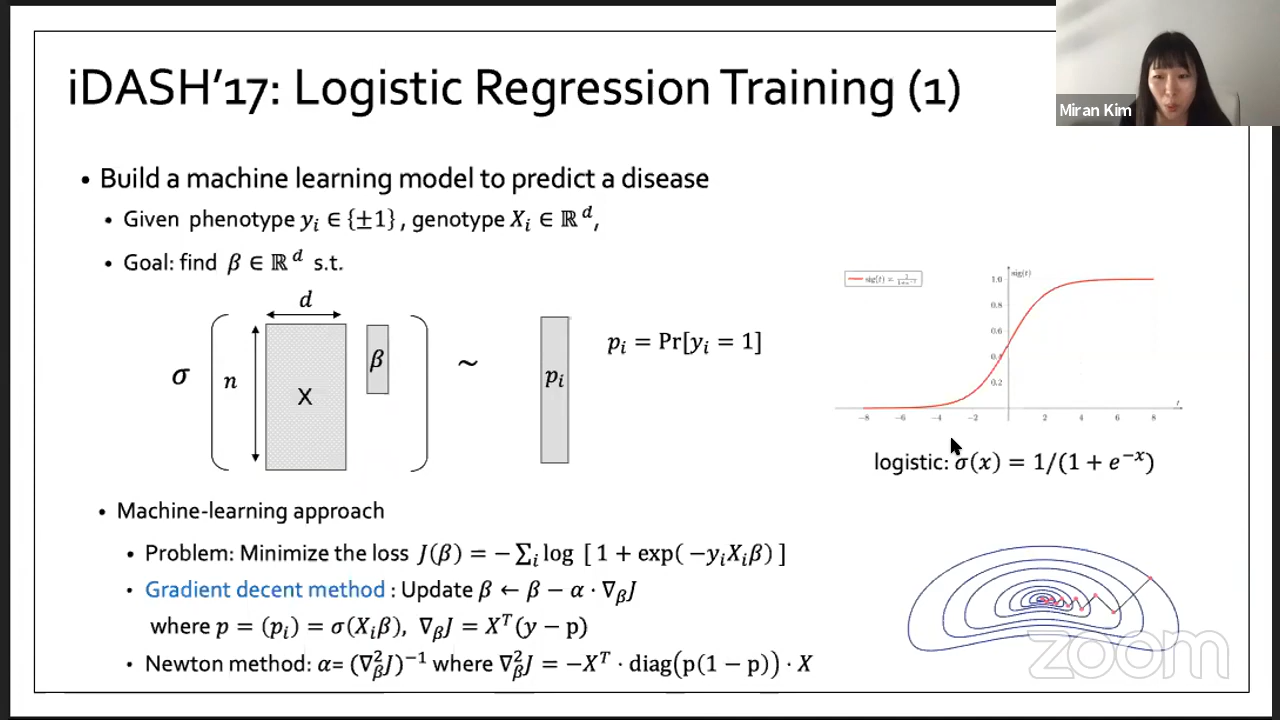 iDASH'17: Logistic Regression Training (1)
Miran Kim
• Build a machine learning model to predict a disease
• Given phenotype yᵢ ∈ {±1} , genotype Xᵢ ∈ ℝ ᵈ,
• Goal: find β ∈ ℝ ᵈ s.t.
d
σ
n
X
β
~
pᵢ
pᵢ = Pr[yᵢ = 1]
sig(t)
1.0
0.8
0.6
0.4
0.2
−8 −6 −4 −2 2 4 6 8
t
logistic: σ(x) = 1/(1 + e⁻ˣ)
• Machine-learning approach
• Problem: Minimize the loss J(β) = − ∑ᵢ log [ 1 + exp( −yᵢXᵢβ) ]
• Gradient decent method : Update β ← β − α · ∇ᵦJ
where p = (pᵢ) = σ(Xᵢβ), ∇ᵦJ = Xᵀ(y − p)
• Newton method: α= (∇ᵦ²J)⁻¹ where ∇ᵦ²J = −Xᵀ · diag(p(1 − p)) · X
zoom